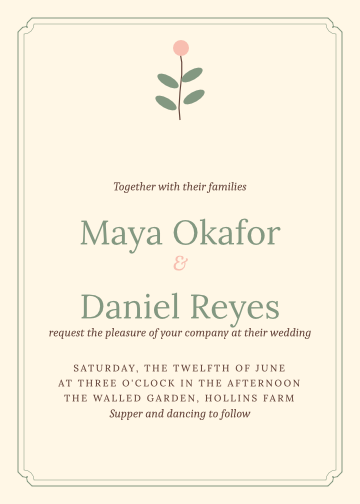 Together with their families
Maya Okafor
&
Daniel Reyes
request the pleasure of your company at their wedding
SATURDAY, THE TWELFTH OF JUNE
AT THREE O'CLOCK IN THE AFTERNOON
THE WALLED GARDEN, HOLLINS FARM
Supper and dancing to follow